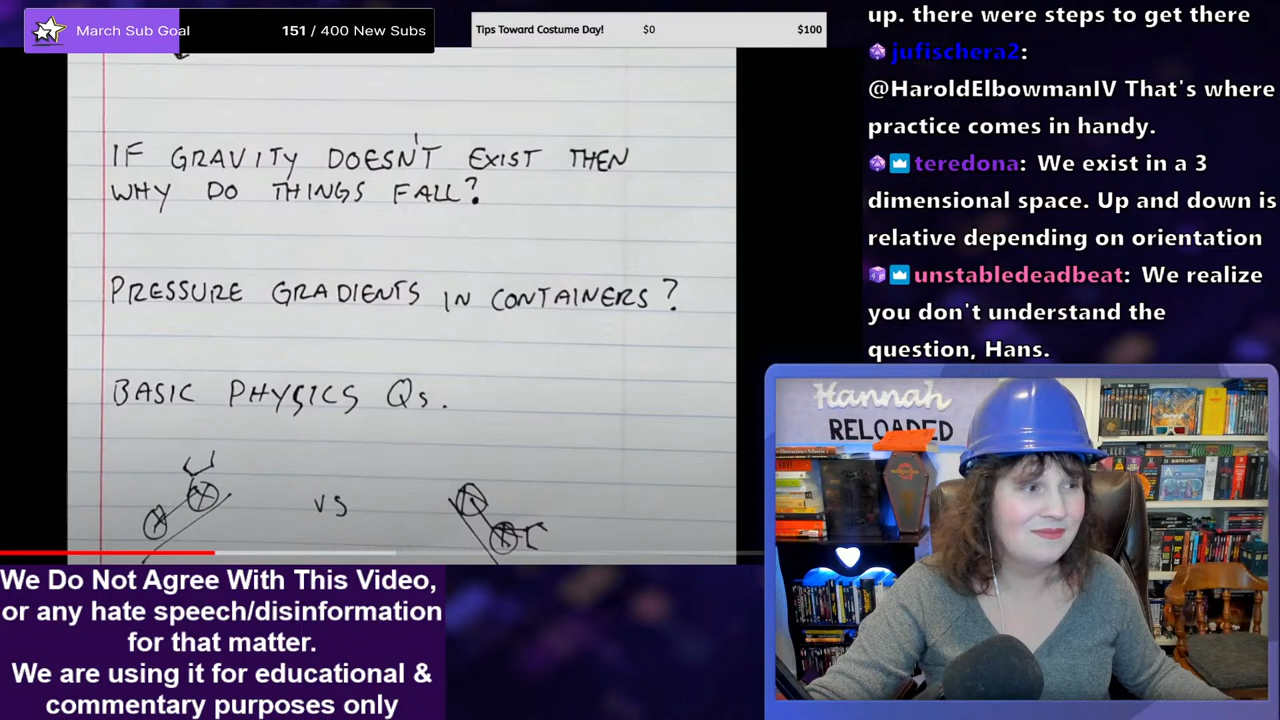 March Sub Goal
151 / 400 New Subs
Tips Toward Costume Day!
$0
$100
IF GRAVITY DOESN'T EXIST THEN
WHY DO THINGS FALL?
PRESSURE GRADIENTS IN CONTAINERS?
BASIC PHYSICS Qs.
vs
up. there were steps to get there
jufischera2:
@HaroldElbowmanIV That's where
practice comes in handy.
teredona: We exist in a 3
dimensional space. Up and down is
relative depending on orientation
unstabledeadbeat: We realize
you don't understand the
question, Hans.
Hannah
RELOADED
We Do Not Agree With This Video,
or any hate speech/disinformation
for that matter.
We are using it for educational &
commentary purposes only